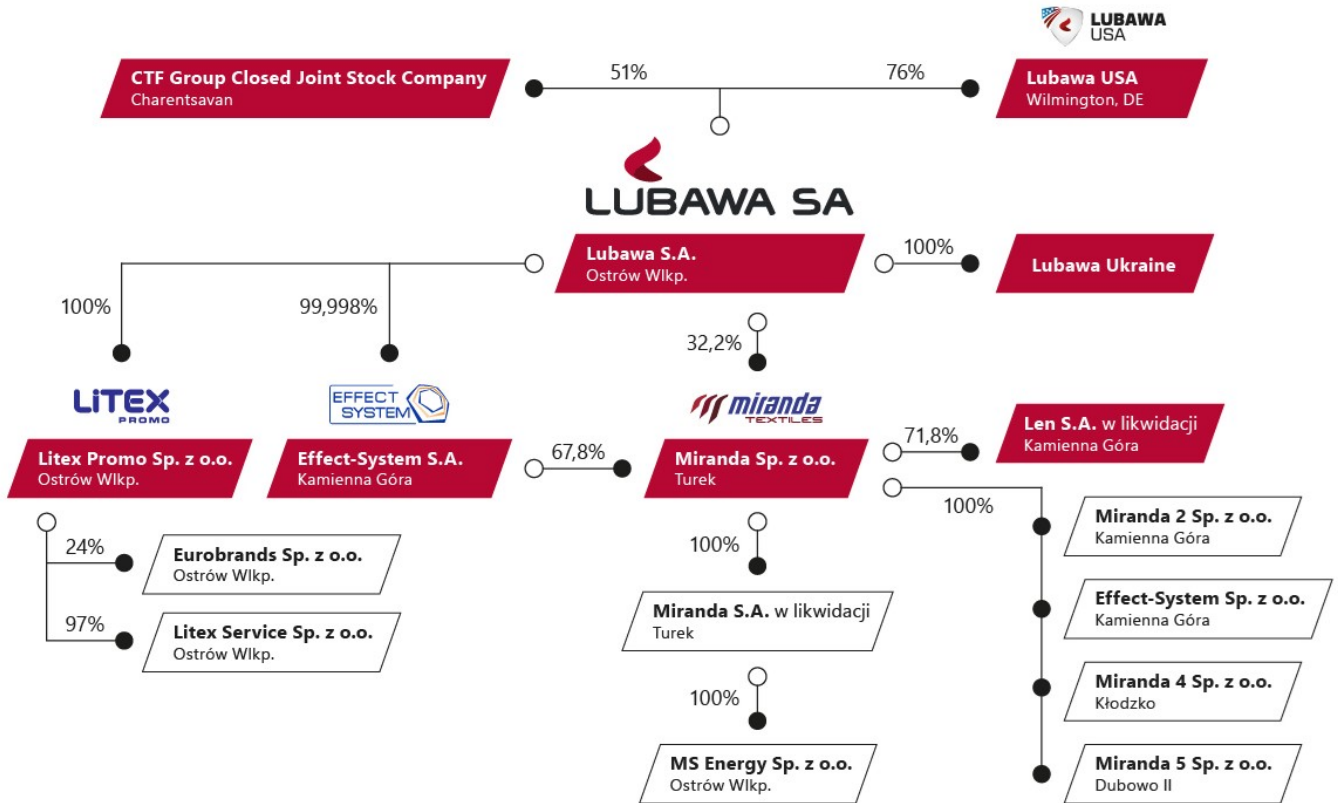 LUBAWA
USA
CTF Group Closed Joint Stock Company
Charentsavan
51%
76%
Lubawa USA
Wilmington, DE
LUBAWA SA
Lubawa S.A.
Ostrów Wlkp.
100%
Lubawa Ukraine
100%
99,998%
32,2%
LiTEX
PROMO
EFFECT
SYSTEM
miranda
TEXTILES
Litex Promo Sp. z o.o.
Ostrów Wlkp.
Effect-System S.A.
Kamienna Góra
67,8%
Miranda Sp. z o.o.
Turek
71,8%
Len S.A. w likwidacji
Kamienna Góra
100%
24%
Eurobrands Sp. z o.o.
Ostrów Wlkp.
97%
Litex Service Sp. z o.o.
Ostrów Wlkp.
100%
Miranda S.A. w likwidacji
Turek
100%
MS Energy Sp. z o.o.
Ostrów Wlkp.
Miranda 2 Sp. z o.o.
Kamienna Góra
Effect-System Sp. z o.o.
Kamienna Góra
Miranda 4 Sp. z o.o.
Kłodzko
Miranda 5 Sp. z o.o.
Dubowo II